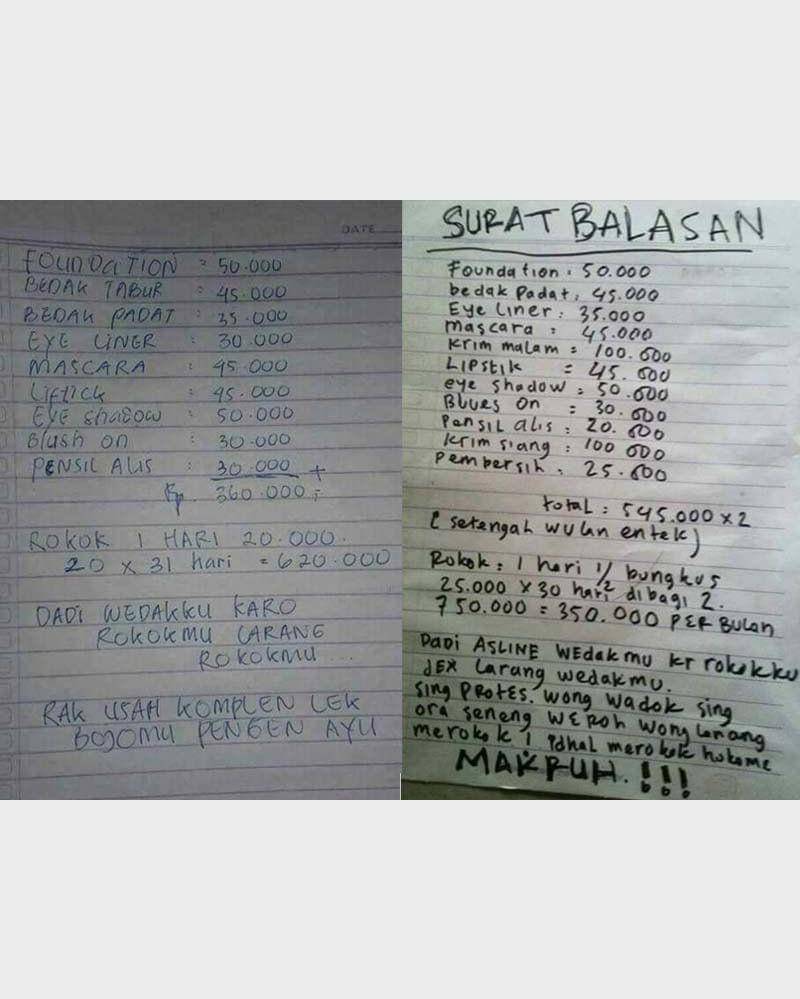 DATE
FOUNDATION = 50.000
BEDAK TABUR : 45.000
BEDAK PADAT : 35.000
EYE LINER : 30.000
MASCARA : 45.000
Liftick : 45.000
EYE shadow : 50.000
Blush on : 30.000
PENSIL ALIS : 30.000 +
Rp. 360.000;-
ROKOK 1 HARI 20.000.
20 x 31 hari = 620.000
DADI WEDAKKU KARO
ROKOKMU LARANG
ROKOKMU ...
RAK USAH KOMPLEN LEK
BOJOMU PENGEN AYU
SURAT BALASAN
Foundation : 50.000
bedak Padat : 45.000
Eye Liner : 35.000
mascara : 45.000
Krim malam = 100.000
Lipstik = 45.000
eye shadow = 50.000
Blues on = 30.000
Pensil alis : 20.000
Krim siang : 100 000
Pembersih : 25.000
total : 545.000 x 2
( setengah wulan entek )
Rokok : 1 hari 1/2 bungkus
25.000 x 30 hari dibagi 2.
750.000 = 350.000 PER Bulan
Dadi ASLINE WEdakmu kr rokokku
JEX Larang wedakmu.
Sing PRotes. wong wadok sing
ora seneng WERoh wong Lanang
merokok , Pdhal merokok hukome
MAKRUH. !!!